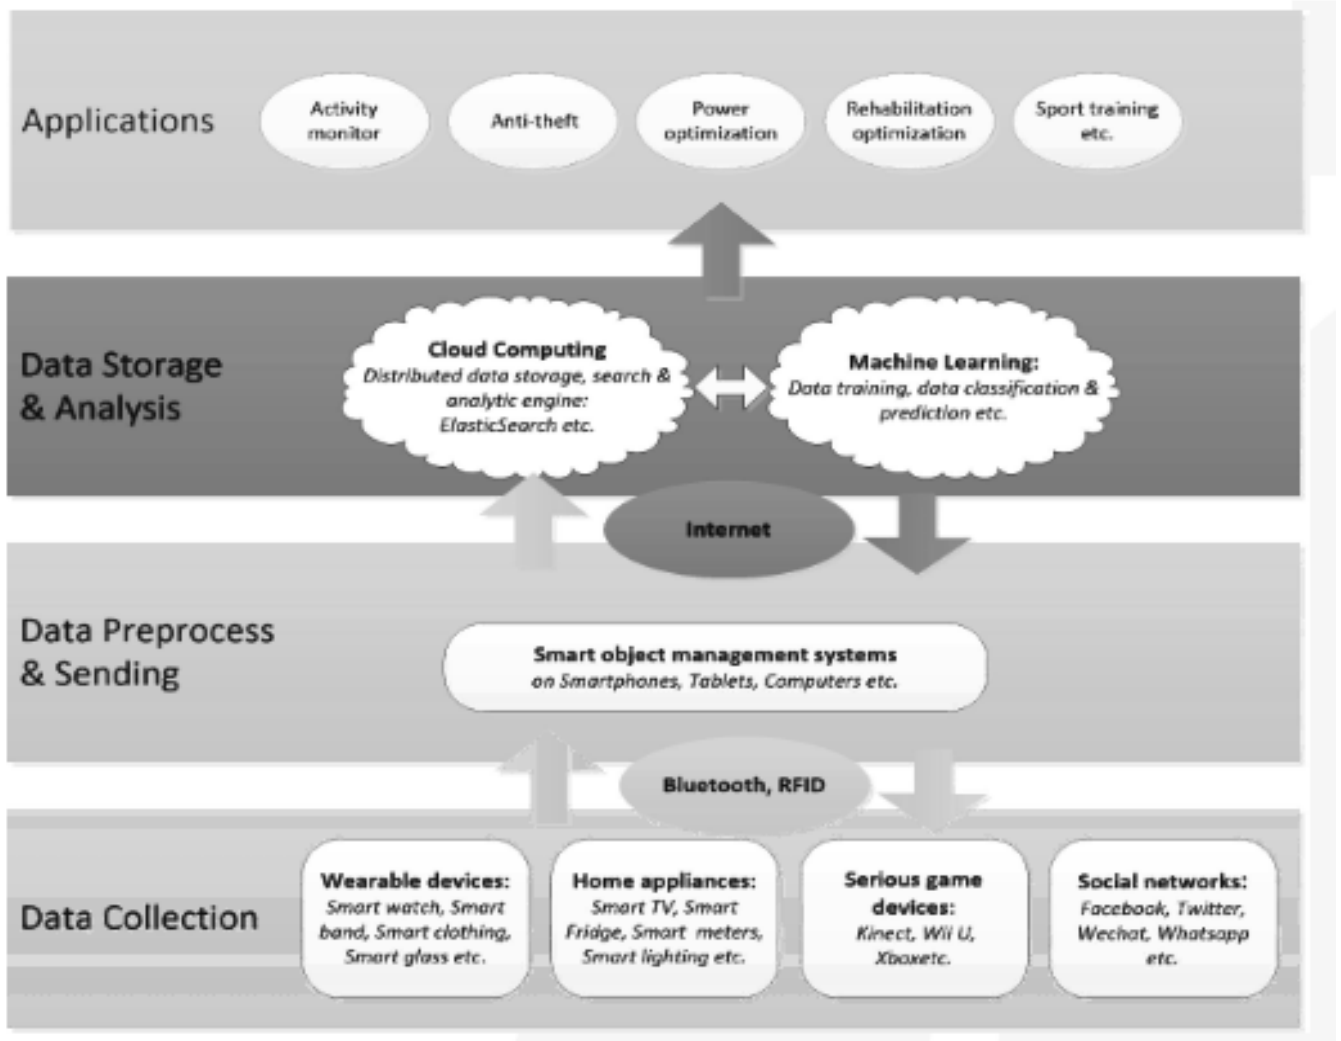 Applications
Activity
monitor
Anti-theft
Power
optimization
Rehabilitation
optimization
Sport training
etc.
Data Storage
& Analysis
Cloud Computing
Distributed data storage, search &
analytic engine:
ElasticSearch etc.
Machine Learning:
Data training, data classification &
prediction etc.
Internet
Data Preprocess
& Sending
Smart object management systems
on Smartphones, Tablets, Computers etc.
Bluetooth, RFID
Data Collection
Wearable devices:
Smart watch, Smart
band, Smart clothing,
Smart glass etc.
Home appliances:
Smart TV, Smart
Fridge, Smart meters,
Smart lighting etc.
Serious game
devices:
Kinect, Wii U,
Xboxetc.
Social networks:
Facebook, Twitter,
Wechat, Whatsapp
etc.